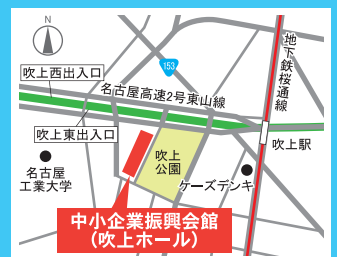 N
153
地下鉄桜通線
吹上西出入口
名古屋高速2号東山線
吹上東出入口
吹上駅
名古屋
工業大学
吹上
公園
ケーズデンキ
中小企業振興会館
(吹上ホール)